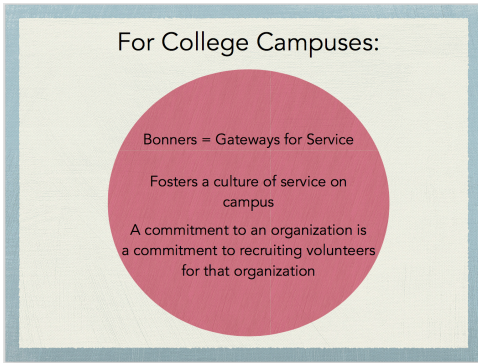 For College Campuses:
Bonners = Gateways for Service
Fosters a culture of service on
campus
A commitment to an organization is
a commitment to recruiting volunteers
for that organization